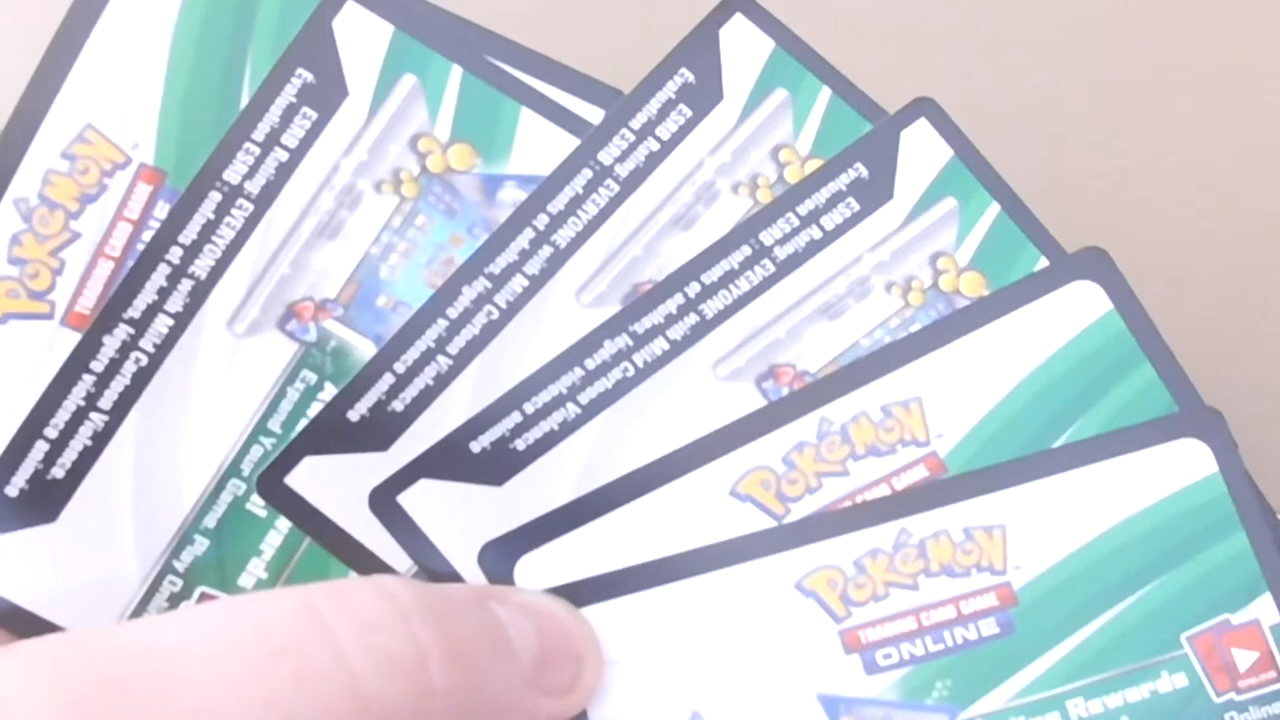 POKÉMON
ESRB Rating: EVERYONE with Mild Cartoon Violence.
Évaluation ESRB : enfants et adultes, légère violence animée
Expand Your Game. Play Online
ESRB Rating: EVERYONE with Mild Cartoon Violence.
Évaluation ESRB : enfants et adultes, légère violence animée
ESRB Rating: EVERYONE with Mild Cartoon Violence.
Évaluation ESRB : enfants et adultes, légère violence animée
POKÉMON
TRADING CARD GAME
POKÉMON
TRADING CARD GAME
ONLINE
Rewards